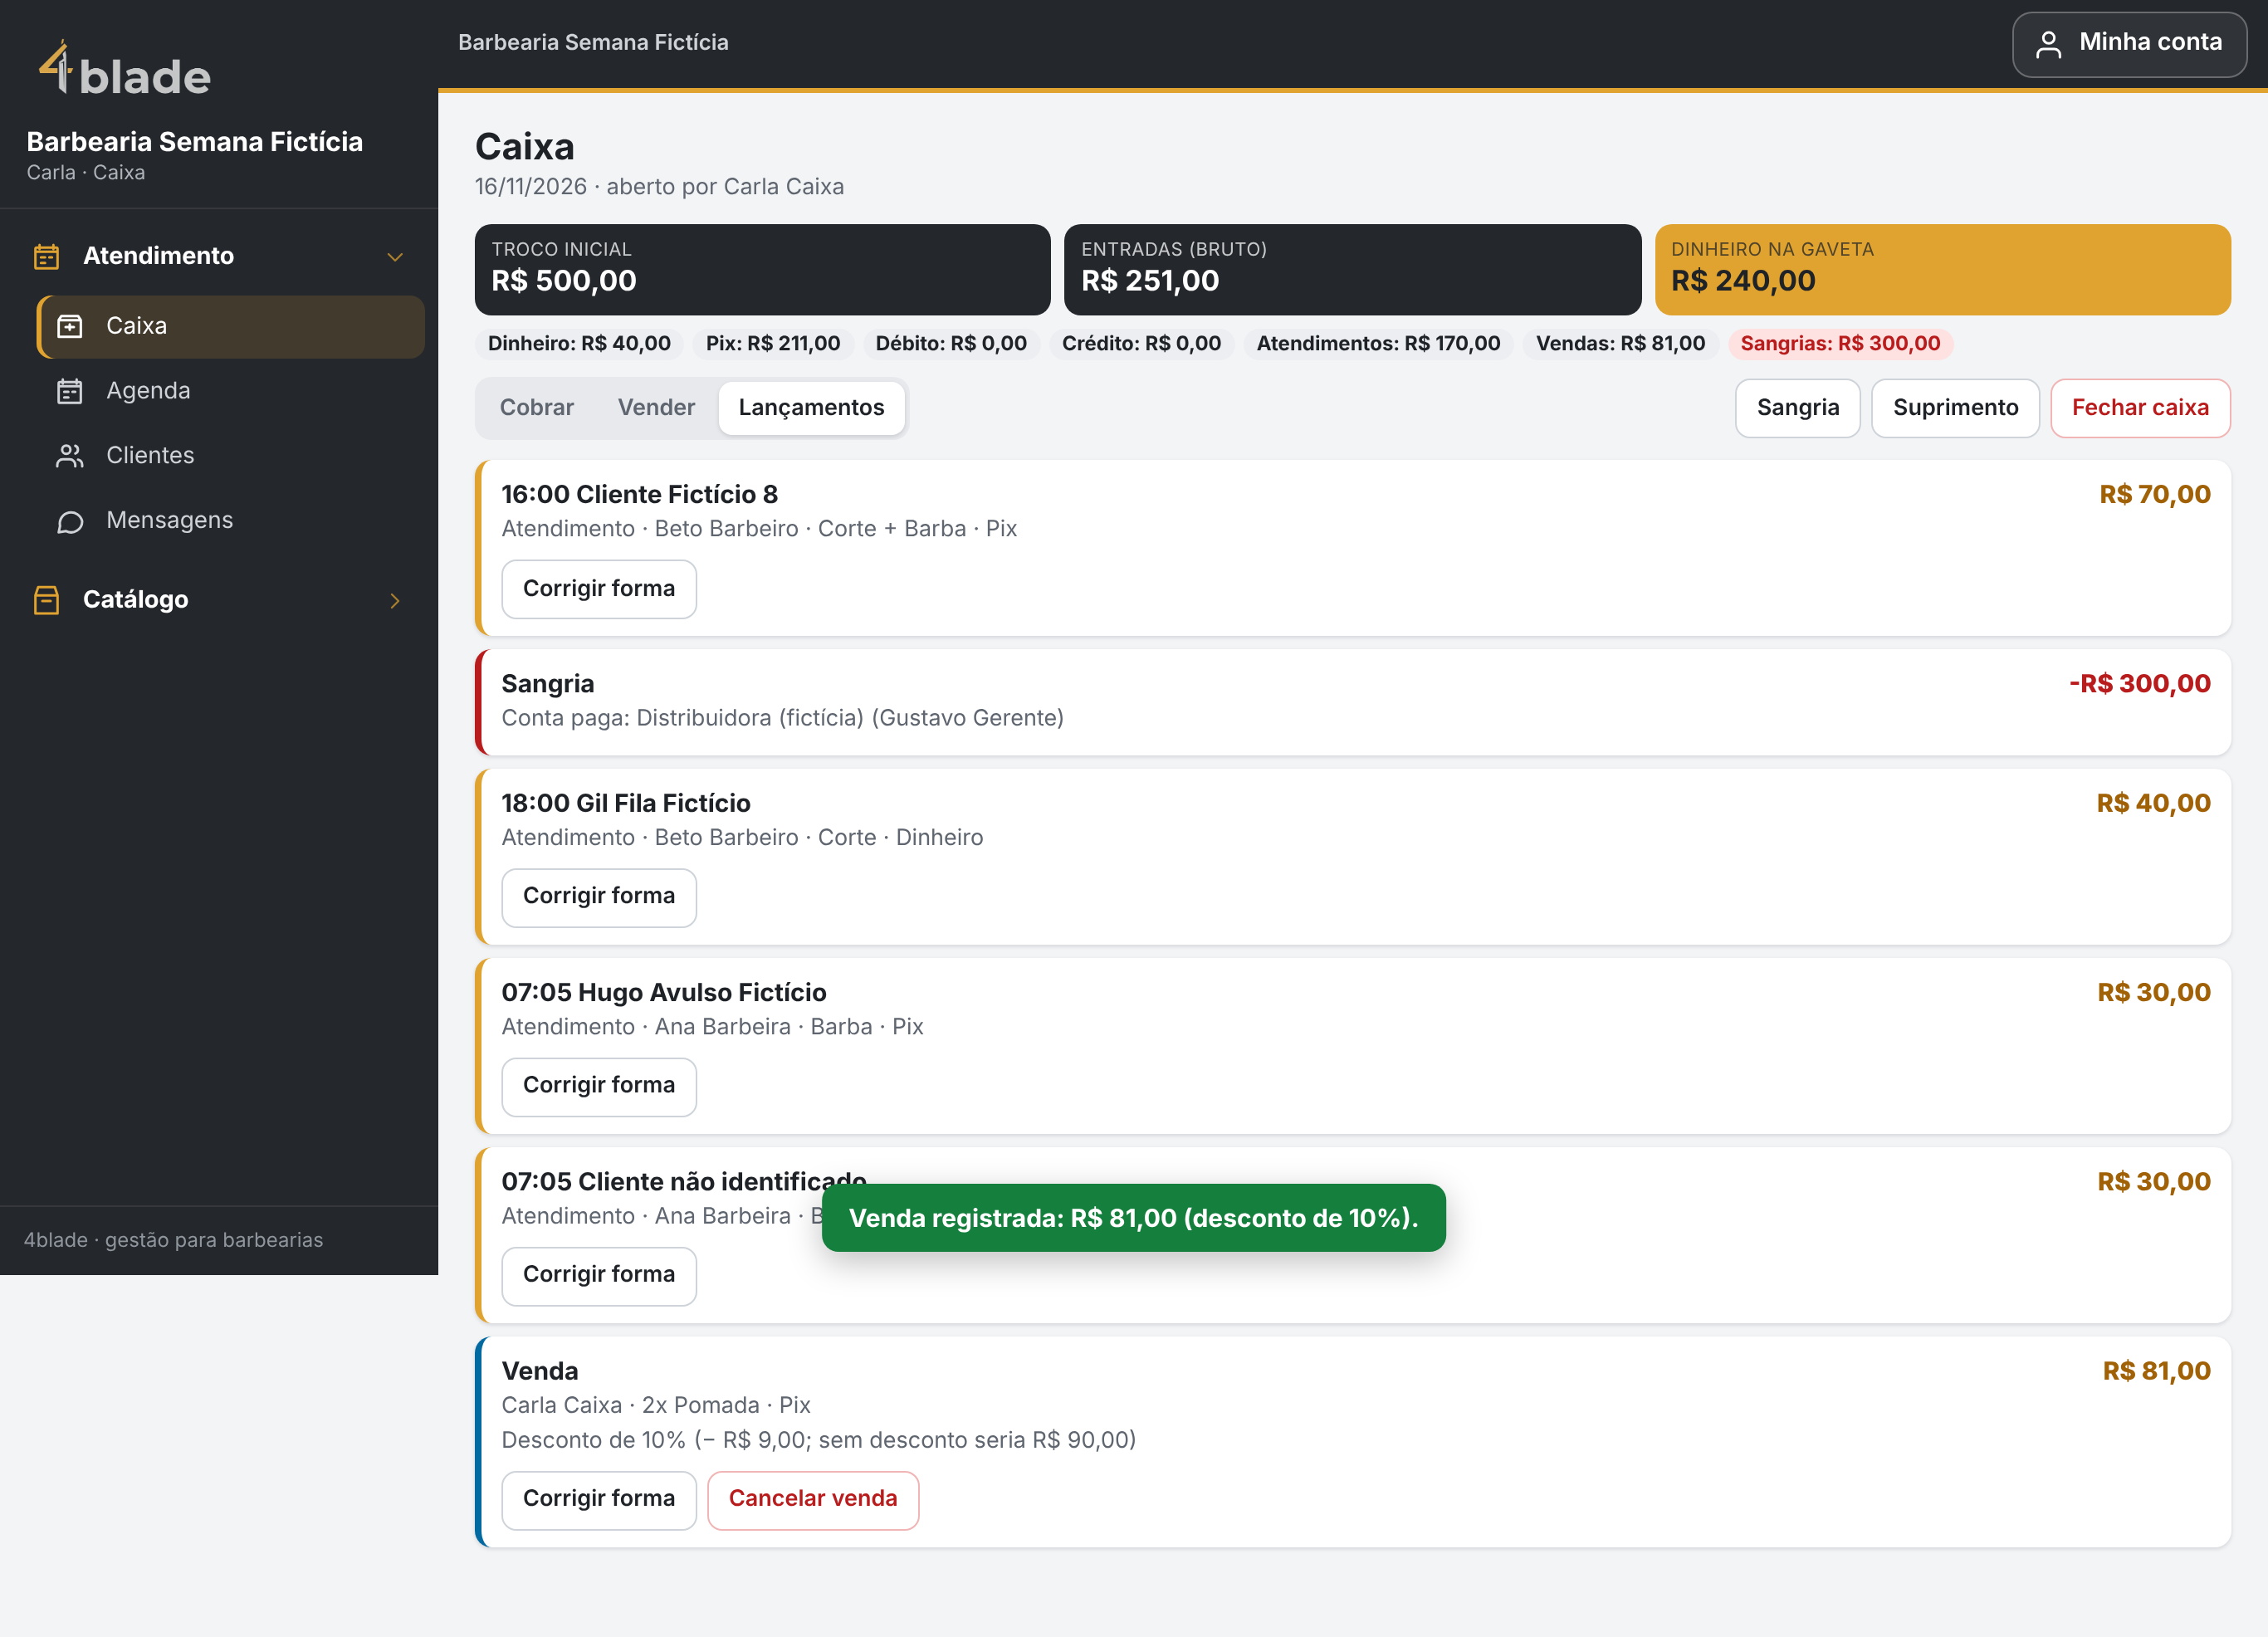 4blade
Barbearia Semana Fictícia
Carla · Caixa
Atendimento
Caixa
Agenda
Clientes
Mensagens
Catálogo
4blade · gestão para barbearias
Barbearia Semana Fictícia
Minha conta
Caixa
16/11/2026 · aberto por Carla Caixa
TROCO INICIAL
R$ 500,00
ENTRADAS (BRUTO)
R$ 251,00
DINHEIRO NA GAVETA
R$ 240,00
Dinheiro: R$ 40,00 Pix: R$ 211,00 Débito: R$ 0,00 Crédito: R$ 0,00 Atendimentos: R$ 170,00 Vendas: R$ 81,00 Sangrias: R$ 300,00
Cobrar Vender Lançamentos Sangria Suprimento Fechar caixa
16:00 Cliente Fictício 8 R$ 70,00
Atendimento · Beto Barbeiro · Corte + Barba · Pix
Corrigir forma
Sangria -R$ 300,00
Conta paga: Distribuidora (fictícia) (Gustavo Gerente)
18:00 Gil Fila Fictício R$ 40,00
Atendimento · Beto Barbeiro · Corte · Dinheiro
Corrigir forma
07:05 Hugo Avulso Fictício R$ 30,00
Atendimento · Ana Barbeira · Barba · Pix
Corrigir forma
07:05 Cliente não identificado R$ 30,00
Atendimento · Ana Barbeira ·
Venda registrada: R$ 81,00 (desconto de 10%).
Corrigir forma
Venda R$ 81,00
Carla Caixa · 2x Pomada · Pix
Desconto de 10% (− R$ 9,00; sem desconto seria R$ 90,00)
Corrigir forma Cancelar venda